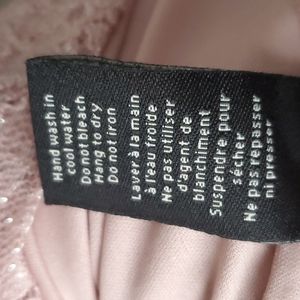 Hand wash in
cool water
Do not bleach
Hang to dry
Do not iron
Laver à la main
à l'eau froide
Ne pas utiliser
d'agent de
blanchiment
Suspendre pour
sécher
Ne pas repasser
ni presser